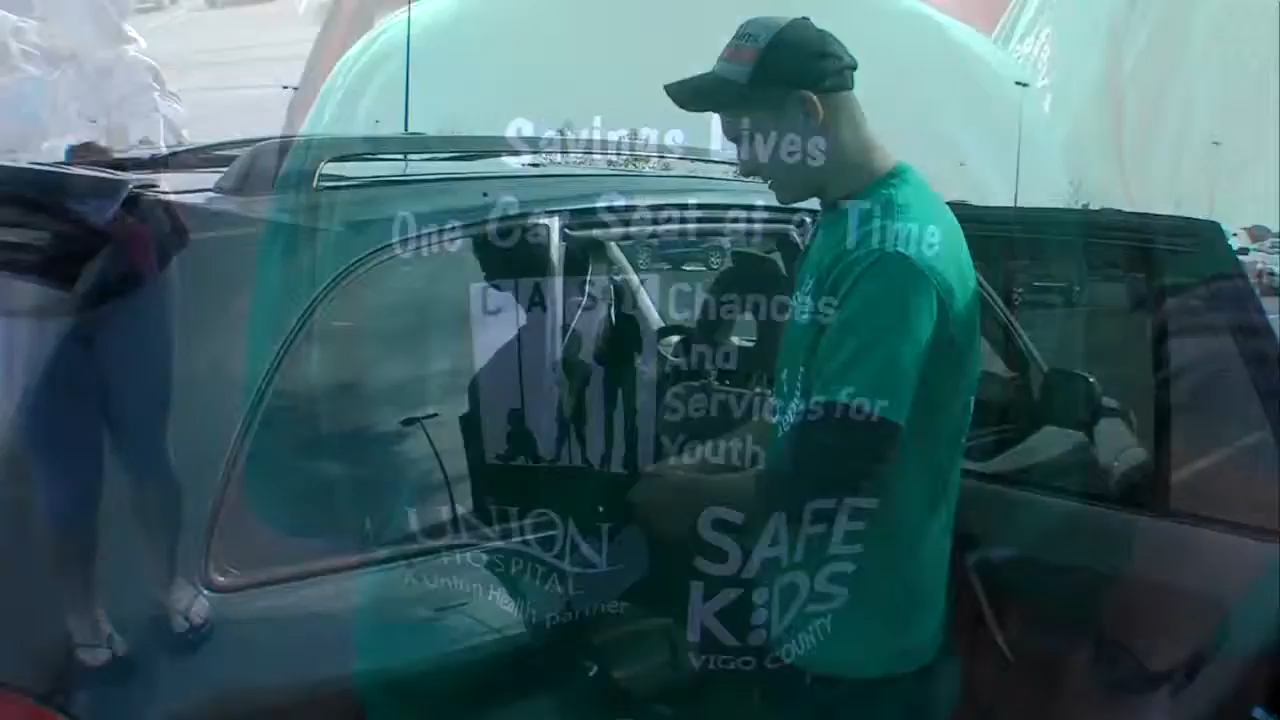 Savings Lives
One Car Seat at a Time
CASY Chances
And
Services for
Youth
UNION
HOSPITAL
A Union Health partner
SAFE
KIDS
VIGO COUNTY